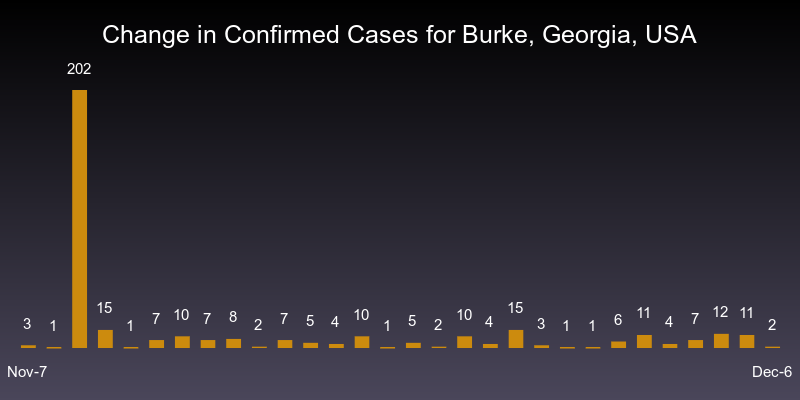 Change in Confirmed Cases for Burke, Georgia, USA
202
3 1 15 1 7 10 7 8 2 7 5 4 10 1 5 2 10 4 15 3 1 1 6 11 4 7 12 11 2
Nov-7 Dec-6